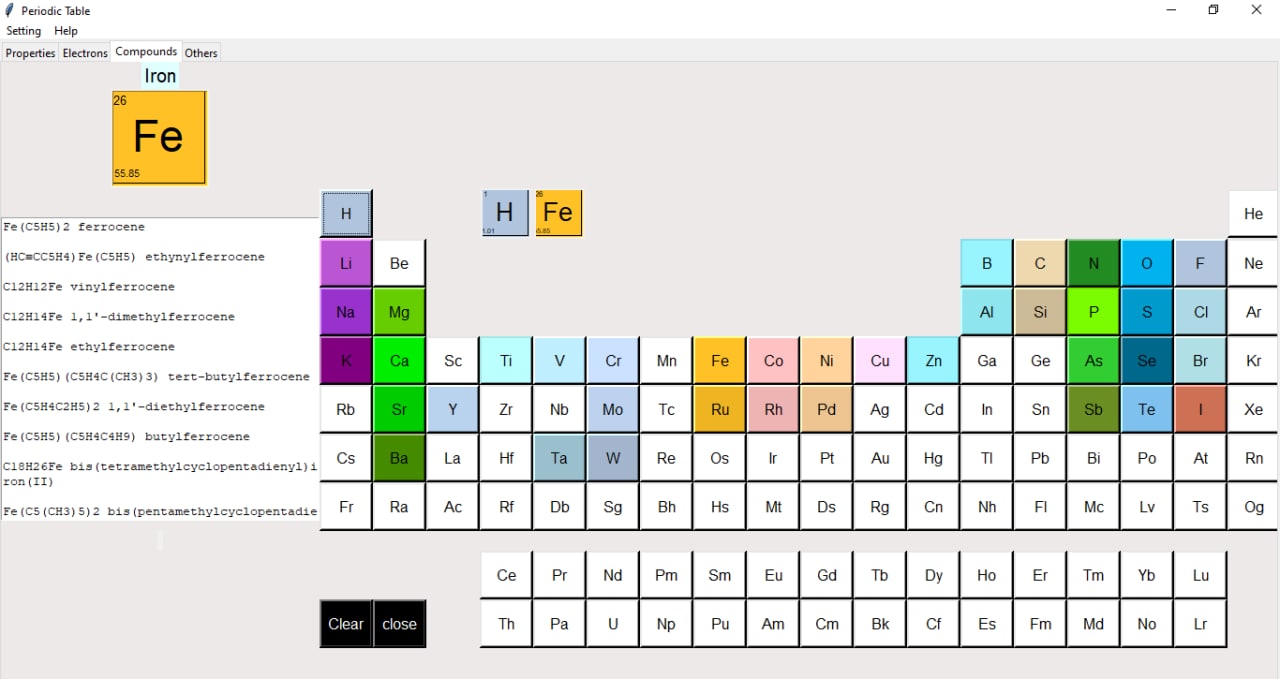 Periodic Table
Setting Help
Properties Electrons Compounds Others
Iron
26
Fe
55.85
Fe(C5H5)2 ferrocene
(HC≡CC5H4)Fe(C5H5) ethynylferrocene
C12H12Fe vinylferrocene
C12H14Fe 1,1'-dimethylferrocene
C12H14Fe ethylferrocene
Fe(C5H5)(C5H4C(CH3)3) tert-butylferrocene
Fe(C5H4C2H5)2 1,1'-diethylferrocene
Fe(C5H5)(C5H4C4H9) butylferrocene
C18H26Fe bis(tetramethylcyclopentadienyl)i
ron(II)
Fe(C5(CH3)5)2 bis(pentamethylcyclopentadie
1 26
H Fe
1.01 55.85
H He
Li Be B C N O F Ne
Na Mg Al Si P S Cl Ar
K Ca Sc Ti V Cr Mn Fe Co Ni Cu Zn Ga Ge As Se Br Kr
Rb Sr Y Zr Nb Mo Tc Ru Rh Pd Ag Cd In Sn Sb Te I Xe
Cs Ba La Hf Ta W Re Os Ir Pt Au Hg Tl Pb Bi Po At Rn
Fr Ra Ac Rf Db Sg Bh Hs Mt Ds Rg Cn Nh Fl Mc Lv Ts Og
Ce Pr Nd Pm Sm Eu Gd Tb Dy Ho Er Tm Yb Lu
Clear close Th Pa U Np Pu Am Cm Bk Cf Es Fm Md No Lr